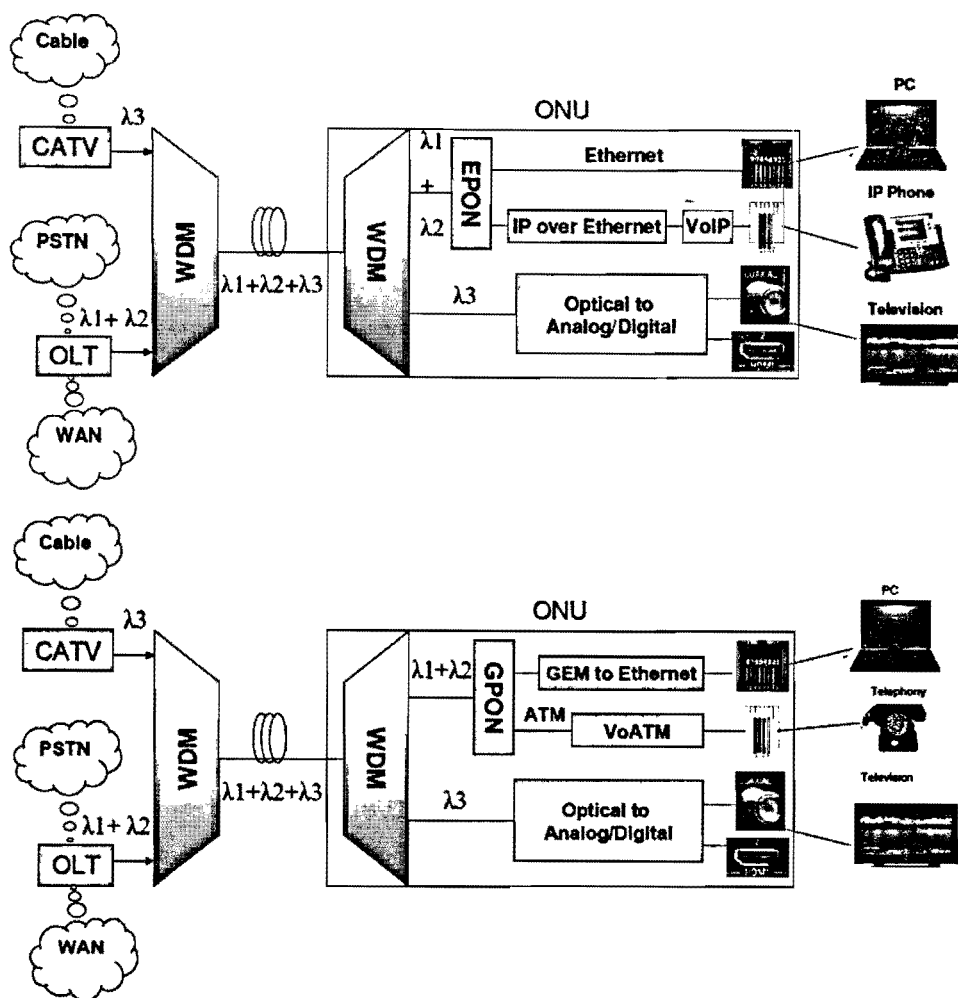 Cable
λ3
CATV
PSTN
λ1+ λ2
OLT
WAN
WDM
λ1+λ2+λ3
ONU
WDM
λ1
+
λ2
EPON
Ethernet
IP over Ethernet
VoIP
λ3
Optical to
Analog/Digital
PC
IP Phone
Television
Cable
λ3
CATV
PSTN
λ1+ λ2
OLT
WAN
WDM
λ1+λ2+λ3
ONU
WDM
λ1+λ2
GPON
GEM to Ethernet
ATM
VoATM
λ3
Optical to
Analog/Digital
PC
Telephony
Television